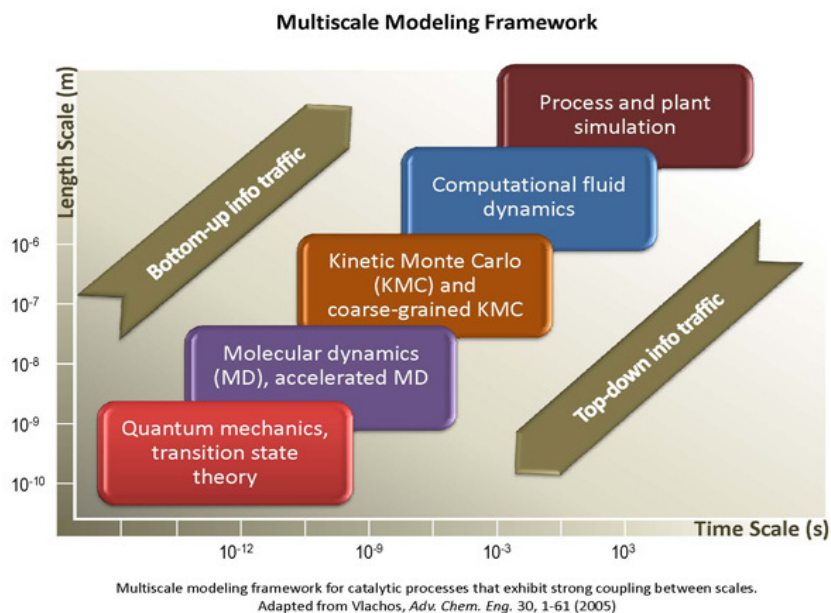 Multiscale Modeling Framework
Length Scale (m)
Bottom-up info traffic
Process and plant
simulation
Computational fluid
dynamics
Kinetic Monte Carlo
(KMC) and
coarse-grained KMC
Molecular dynamics
(MD), accelerated MD
Quantum mechanics,
transition state
theory
Top-down info traffic
10⁻⁶
10⁻⁷
10⁻⁸
10⁻⁹
10⁻¹⁰
Time Scale (s)
10⁻¹²
10⁻⁹
10⁻³
10³
Multiscale modeling framework for catalytic processes that exhibit strong coupling between scales.
Adapted from Vlachos, Adv. Chem. Eng. 30, 1-61 (2005)